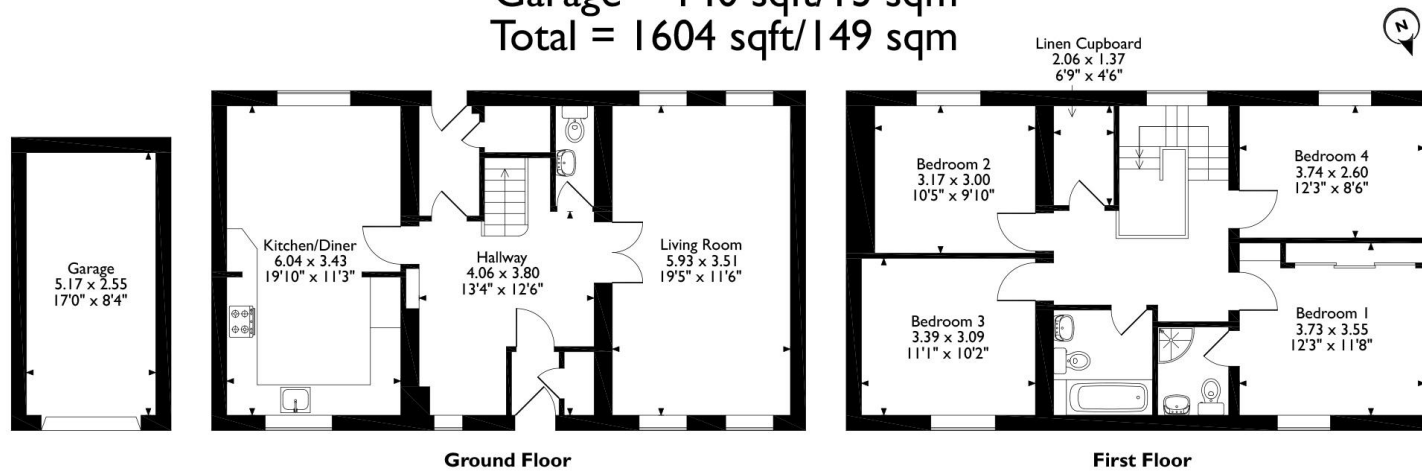 Garage = 140 sqft/13 sqm
Total = 1604 sqft/149 sqm
N
Linen Cupboard
2.06 x 1.37
6'9" x 4'6"
Garage
5.17 x 2.55
17'0" x 8'4"
Kitchen/Diner
6.04 x 3.43
19'10" x 11'3"
Hallway
4.06 x 3.80
13'4" x 12'6"
Living Room
5.93 x 3.51
19'5" x 11'6"
Bedroom 2
3.17 x 3.00
10'5" x 9'10"
Bedroom 4
3.74 x 2.60
12'3" x 8'6"
Bedroom 3
3.39 x 3.09
11'1" x 10'2"
Bedroom 1
3.73 x 3.55
12'3" x 11'8"
Ground Floor
First Floor